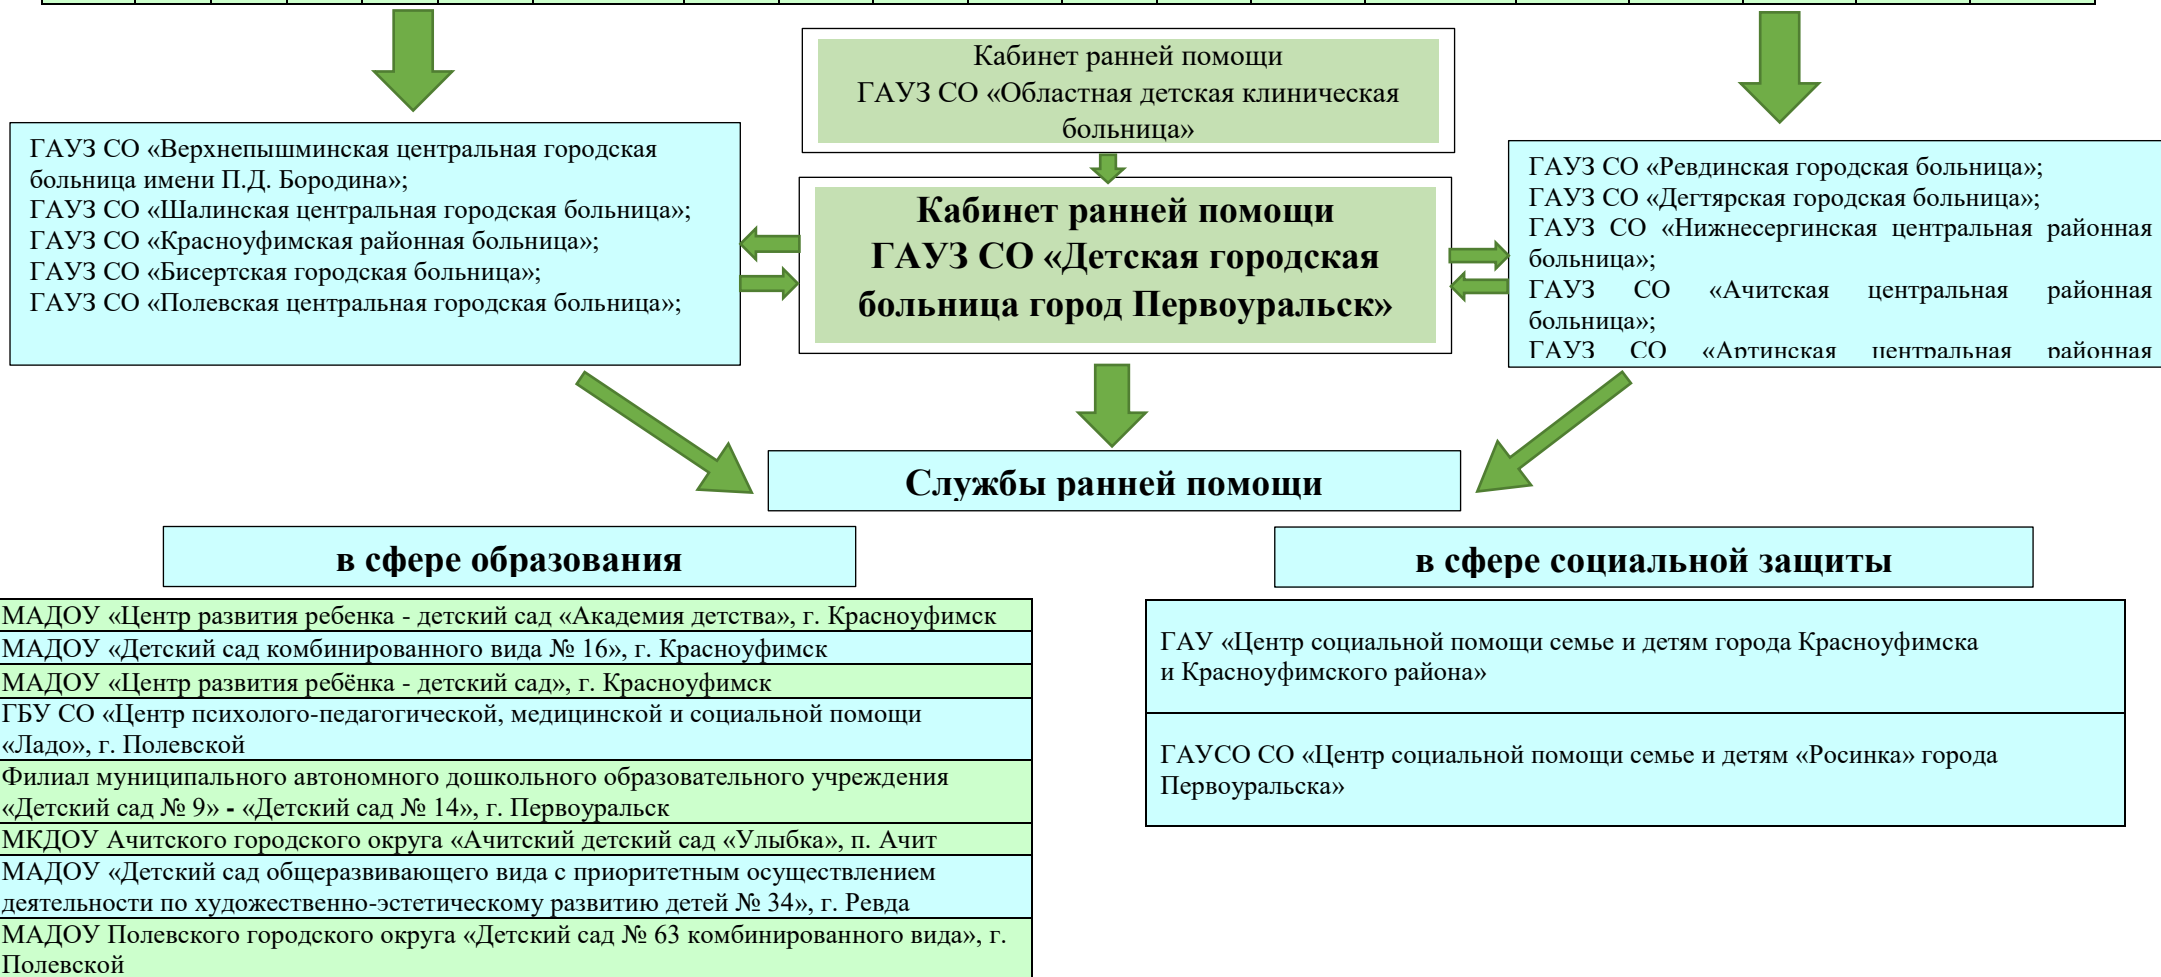 Кабинет ранней помощи
ГАУЗ СО «Областная детская клиническая
больница»
ГАУЗ СО «Верхнепышминская центральная городская
больница имени П.Д. Бородина»;
ГАУЗ СО «Шалинская центральная городская больница»;
ГАУЗ СО «Красноуфимская районная больница»;
ГАУЗ СО «Бисертская городская больница»;
ГАУЗ СО «Полевская центральная городская больница»;
Кабинет ранней помощи
ГАУЗ СО «Детская городская
больница город Первоуральск»
ГАУЗ СО «Ревдинская городская больница»;
ГАУЗ СО «Дегтярская городская больница»;
ГАУЗ СО «Нижнесергинская центральная районная
больница»;
ГАУЗ СО «Ачитская центральная районная
больница»;
ГАУЗ СО «Артинская центральная районная
Службы ранней помощи
в сфере образования
МАДОУ «Центр развития ребенка - детский сад «Академия детства», г. Красноуфимск
МАДОУ «Детский сад комбинированного вида № 16», г. Красноуфимск
МАДОУ «Центр развития ребёнка - детский сад», г. Красноуфимск
ГБУ СО «Центр психолого-педагогической, медицинской и социальной помощи
«Ладо», г. Полевской
Филиал муниципального автономного дошкольного образовательного учреждения
«Детский сад № 9» - «Детский сад № 14», г. Первоуральск
МКДОУ Ачитского городского округа «Ачитский детский сад «Улыбка», п. Ачит
МАДОУ «Детский сад общеразвивающего вида с приоритетным осуществлением
деятельности по художественно-эстетическому развитию детей № 34», г. Ревда
МАДОУ Полевского городского округа «Детский сад № 63 комбинированного вида», г.
Полевской
в сфере социальной защиты
ГАУ «Центр социальной помощи семье и детям города Красноуфимска
и Красноуфимского района»
ГАУСО СО «Центр социальной помощи семье и детям «Росинка» города
Первоуральска»